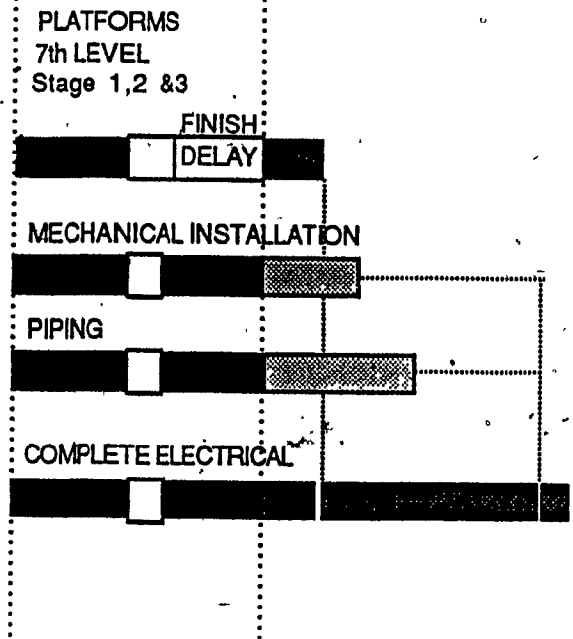 PLATFORMS
7th LEVEL
Stage 1,2 &3
FINISH
DELAY
MECHANICAL INSTALLATION
PIPING
COMPLETE ELECTRICAL